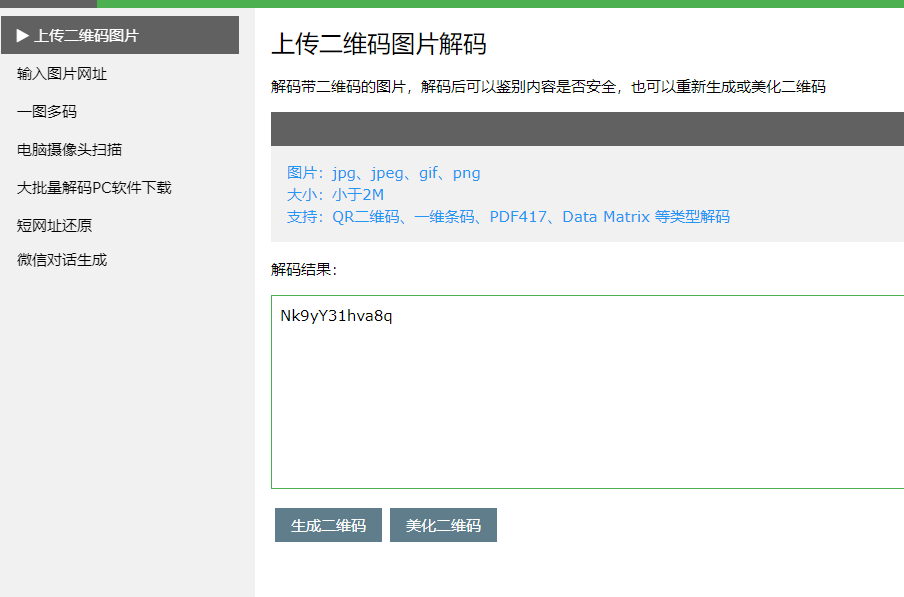 ▶ 上传二维码图片
输入图片网址
一图多码
电脑摄像头扫描
大批量解码PC软件下载
短网址还原
微信对话生成
上传二维码图片解码
解码带二维码的图片，解码后可以鉴别内容是否安全，也可以重新生成或美化二维码
图片：jpg、jpeg、gif、png
大小：小于2M
支持：QR二维码、一维条码、PDF417、Data Matrix 等类型解码
解码结果：
Nk9yY31hva8q
生成二维码 美化二维码